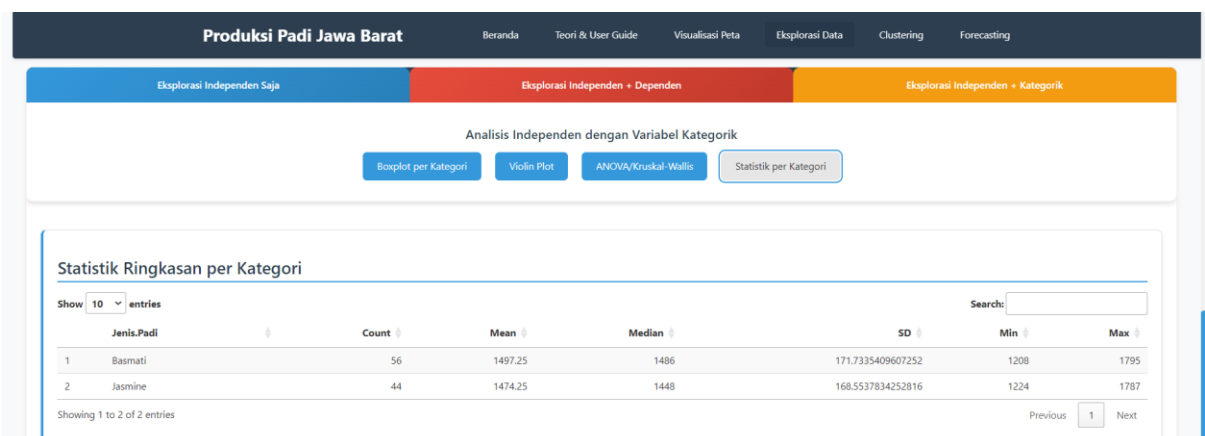 Produksi Padi Jawa Barat Beranda Teori & User Guide Visualisasi Peta Eksplorasi Data Clustering Forecasting
Eksplorasi Independen Saja Eksplorasi Independen + Dependen Eksplorasi Independen + Kategorik
Analisis Independen dengan Variabel Kategorik
Boxplot per Kategori Violin Plot ANOVA/Kruskal-Wallis Statistik per Kategori
Statistik Ringkasan per Kategori
Show 10 entries Search:
Jenis.Padi Count Mean Median SD Min Max
1 Basmati 56 1497.25 1486 171.7335409607252 1208 1795
2 Jasmine 44 1474.25 1448 168.5537834252816 1224 1787
Showing 1 to 2 of 2 entries Previous 1 Next